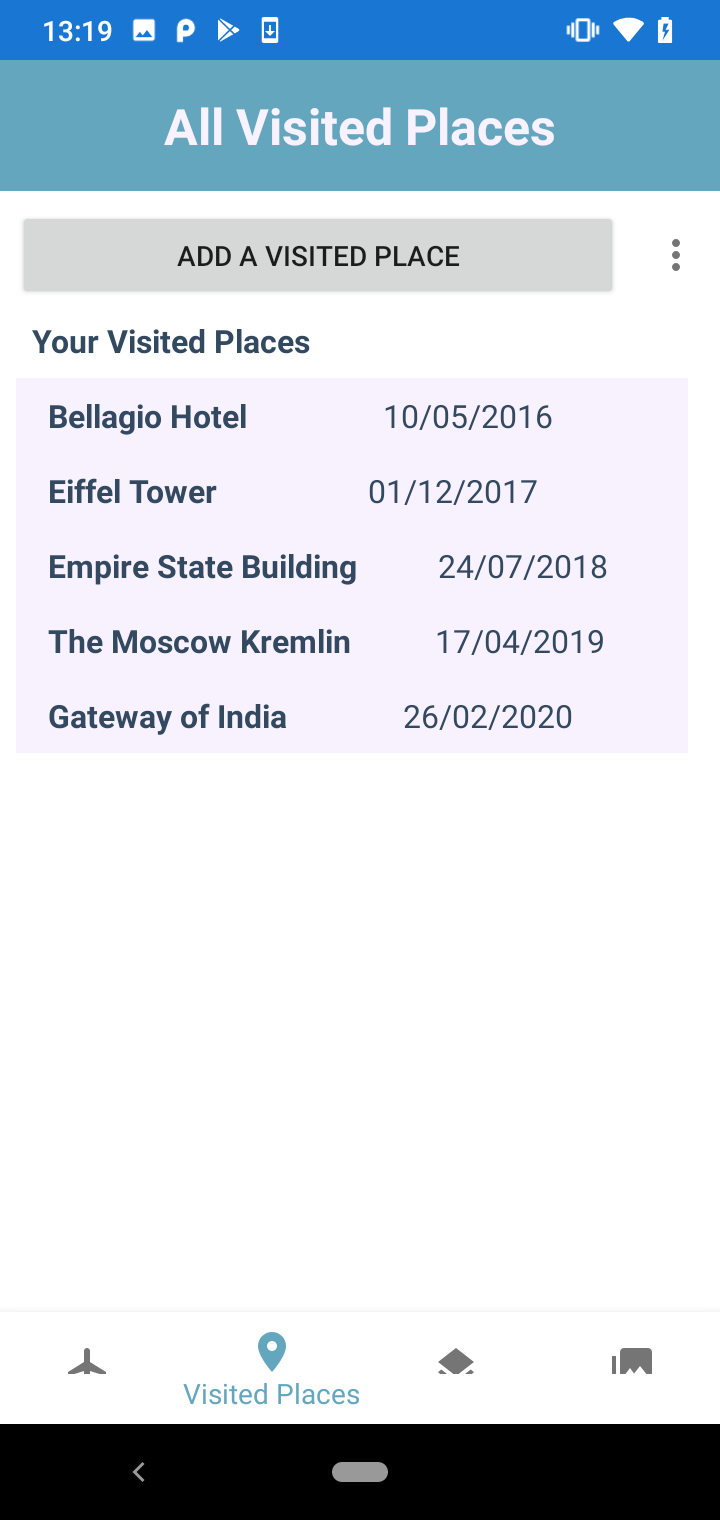 13:19
All Visited Places
ADD A VISITED PLACE
Your Visited Places
Bellagio Hotel 10/05/2016
Eiffel Tower 01/12/2017
Empire State Building 24/07/2018
The Moscow Kremlin 17/04/2019
Gateway of India 26/02/2020
Visited Places